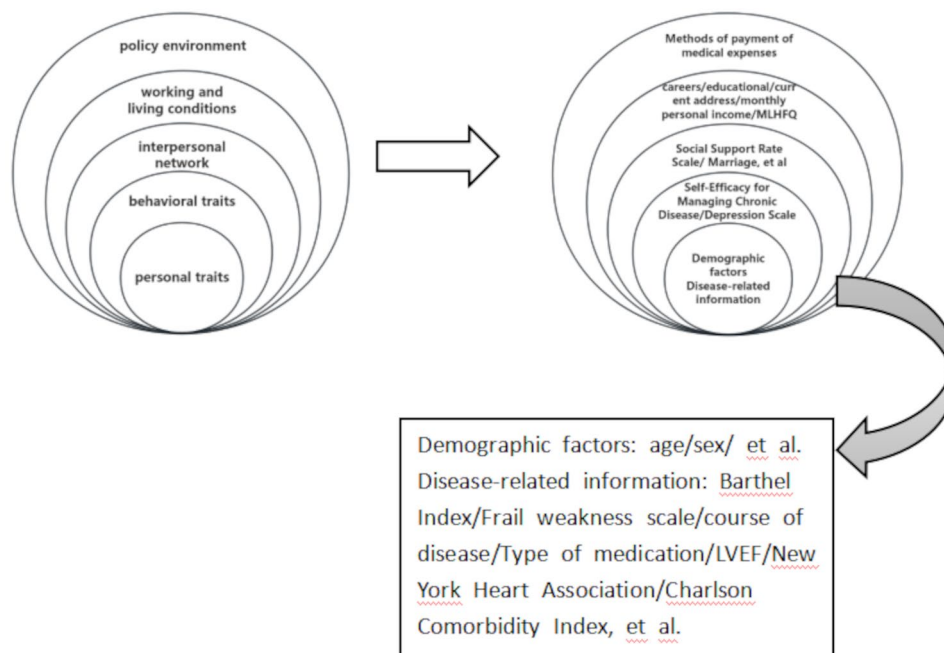 policy environment
working and
living conditions
interpersonal
network
behavioral traits
personal traits
Methods of payment of
medical expenses
careers/educational/curr
ent address/monthly
personal income/MLHFQ
Social Support Rate
Scale/ Marriage, et al
Self-Efficacy for
Managing Chronic
Disease/Depression Scale
Demographic
factors
Disease-related
information
Demographic factors: age/sex/ et al.
Disease-related information: Barthel
Index/Frail weakness scale/course of
disease/Type of medication/LVEF/New
York Heart Association/Charlson
Comorbidity Index, et al.